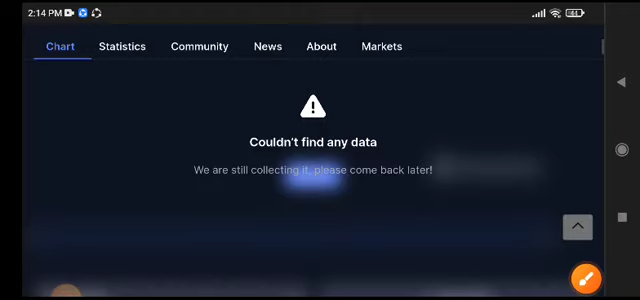 2:14 PM
Chart Statistics Community News About Markets
Couldn't find any data
We are still collecting it, please come back later!